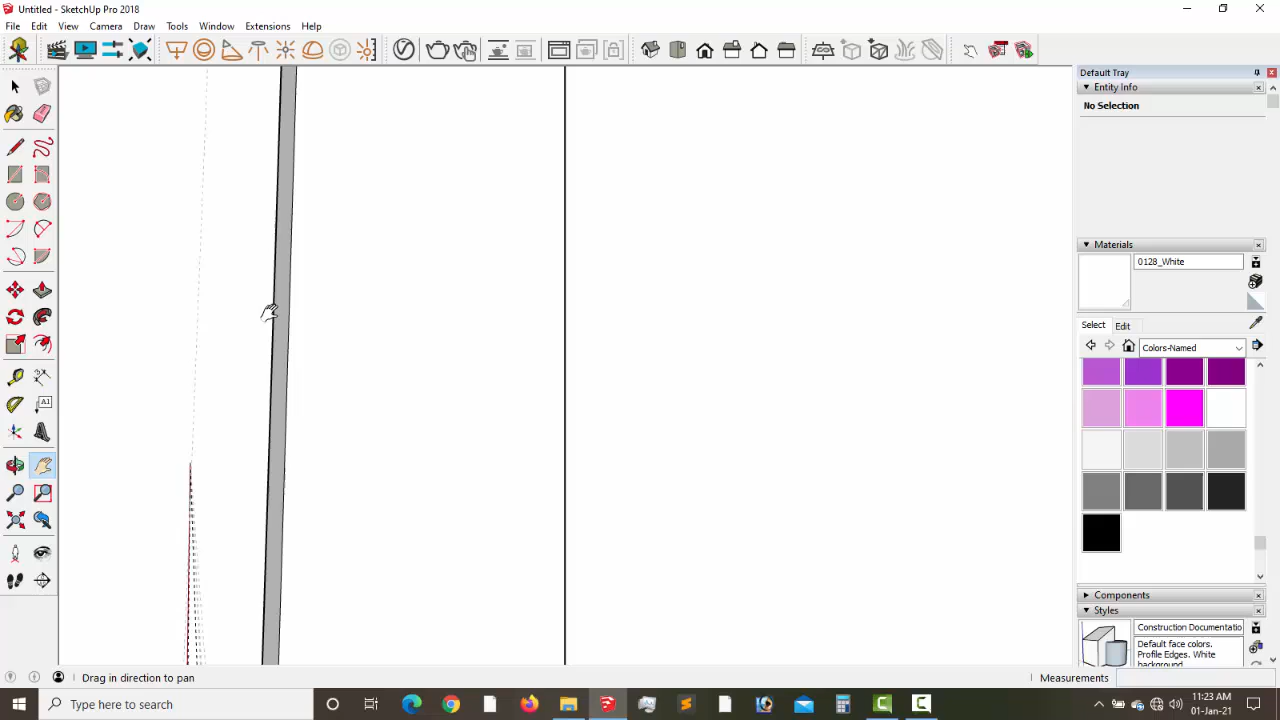 Untitled - SketchUp Pro 2018
File Edit View Camera Draw Tools Window Extensions Help
Default Tray
Entity Info
No Selection
Materials
0128_White
Select Edit
Colors-Named
A1
Components
Styles
Construction Documentatio
Default face colors.
Profile Edges. White
background.
Drag in direction to pan
Measurements
Type here to search
11:23 AM
01-Jan-21